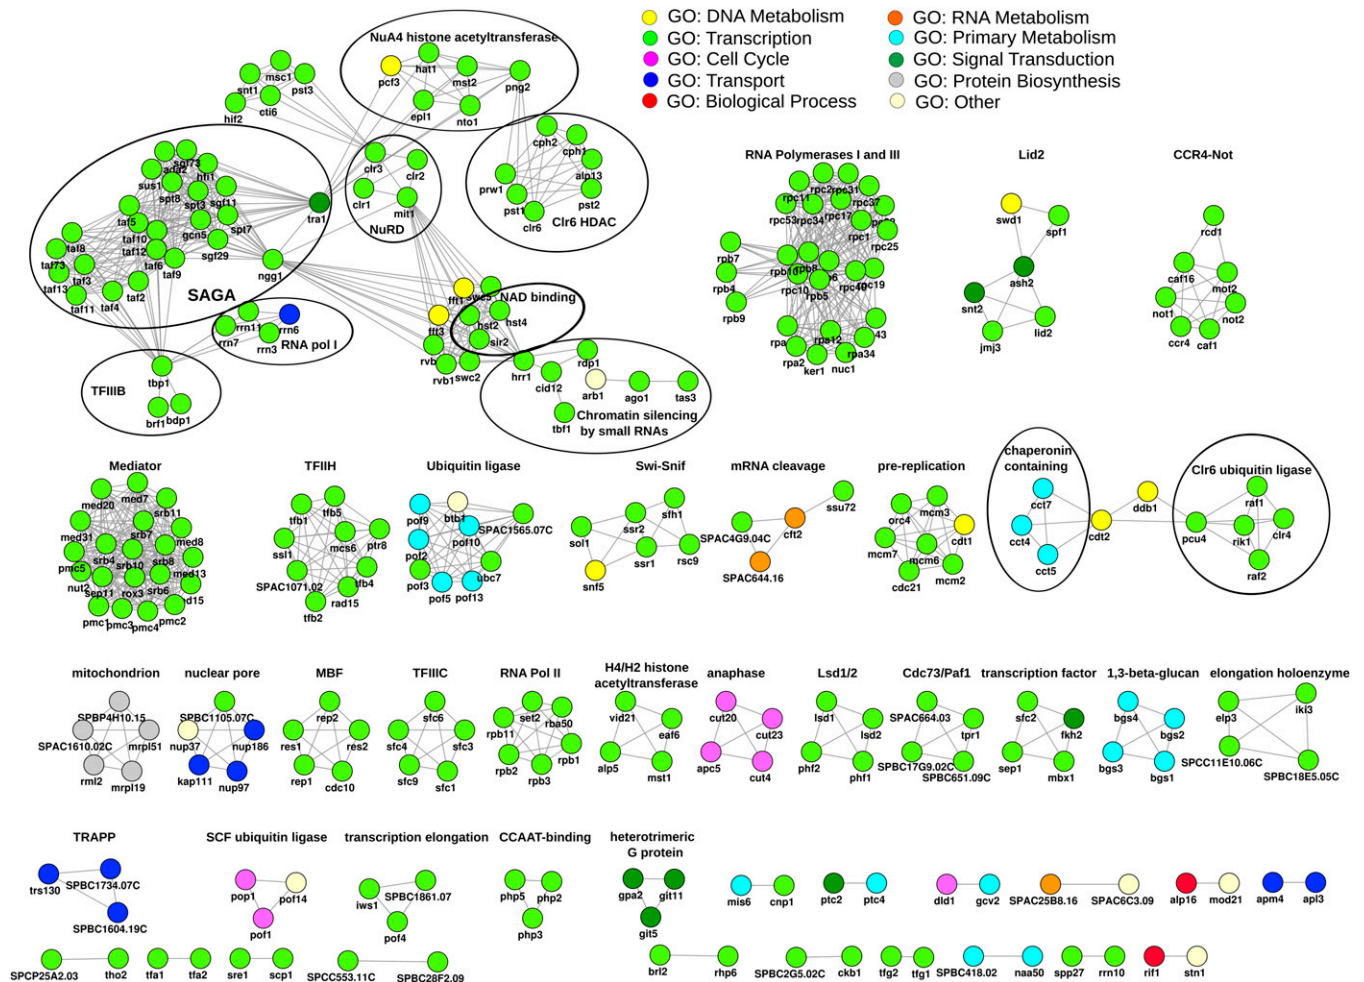 GO: DNA Metabolism
GO: Transcription
GO: Cell Cycle
GO: Transport
GO: Biological Process
GO: RNA Metabolism
GO: Primary Metabolism
GO: Signal Transduction
GO: Protein Biosynthesis
GO: Other
NuA4 histone acetyltransferase
pcf3
hat1
mst2
png2
epl1
nto1
msc1
snt1
pst3
cti6
hif2
clr3
clr2
clr1
mit1
NuRD
cph2
cph1
alp13
prw1
pst1
pst2
clr6
Clr6 HDAC
sgf73
ada2
hfi1
sus1
spt8
spt3
sgf11
taf5
gcn5
spt7
taf10
taf12
taf8
taf6
sgf29
taf73
taf3
taf9
taf13
taf2
taf11
taf4
SAGA
tra1
ngg1
rrn11
rrn6
rrn7
rrn3
RNA pol I
TFIIIB
tbp1
brf1
bdp1
fft1
swc5
NAD binding
fft3
hst2
hst4
sir2
rvb
rvb1
swc2
hrr1
rdp1
cid12
arb1
ago1
tas3
tbf1
Chromatin silencing
by small RNAs
RNA Polymerases I and III
rpc11
rpc2
rpc31
rpc53
rpc34
rpc17
rpc37
rpc1
rpc25
rpb7
rpb10
rpb8
rpb4
rpc10
rpb5
rpc40
rpc19
rpb9
43
rpa
rpa12
rpa34
rpa2
ker1
nuc1
Lid2
swd1
spf1
ash2
snt2
jmj3
lid2
CCR4-Not
rcd1
caf16
mot2
not1
not2
ccr4
caf1
Mediator
med20
med7
srb11
med31
srb7
med8
srb4
srb10
srb8
pmc5
med13
nut2
sep11
rox3
srb6
pmc1
pmc3
pmc4
pmc2
TFIIH
tfb1
tfb5
ssl1
mcs6
ptr8
SPAC1071.02
tfb4
rad15
tfb2
Ubiquitin ligase
pof9
btb1
SPAC1565.07C
pof2
pof10
pof3
ubc7
pof5
pof13
Swi-Snif
sfh1
ssr2
sol1
ssr1
rsc9
snf5
mRNA cleavage
ssu72
SPAC4G9.04C
cft2
SPAC644.16
pre-replication
orc4
mcm3
cdt1
mcm7
mcm6
mcm2
cdc21
chaperonin
containing
cct7
cct4
cct5
cdt2
ddb1
Clr6 ubiquitin ligase
raf1
pcu4
rik1
clr4
raf2
mitochondrion
SPBP4H10.15
SPAC1610.02C
mrpl51
rml2
mrpl19
nuclear pore
SPBC1105.07C
nup37
nup186
kap111
nup97
MBF
rep2
res1
res2
rep1
cdc10
TFIIIC
sfc6
sfc4
sfc3
sfc9
sfc1
RNA Pol II
set2
rba50
rpb11
rpb1
rpb2
rpb3
H4/H2 histone
acetyltransferase
vid21
eaf6
alp5
mst1
anaphase
cut20
cut23
apc5
cut4
Lsd1/2
lsd1
lsd2
phf2
phf1
Cdc73/Paf1
SPAC664.03
tpr1
SPBC17G9.02C
SPBC651.09C
transcription factor
sfc2
fkh2
sep1
mbx1
1,3-beta-glucan
bgs4
bgs2
bgs3
bgs1
elongation holoenzyme
elp3
iki3
SPCC11E10.06C
SPBC18E5.05C
TRAPP
trs130
SPBC1734.07C
SPBC1604.19C
SCF ubiquitin ligase
pop1
pof14
pof1
transcription elongation
iws1
SPBC1861.07
pof4
CCAAT-binding
php5
php2
php3
heterotrimeric
G protein
gpa2
git11
git5
mis6
cnp1
ptc2
ptc4
dld1
gcv2
SPAC25B8.16
SPAC6C3.09
alp16
mod21
apm4
apl3
SPCP25A2.03
tho2
tfa1
tfa2
sre1
scp1
SPCC553.11C
SPBC28F2.09
brl2
rhp6
SPBC2G5.02C
ckb1
tfg2
tfg1
SPBC418.02
naa50
spp27
rrn10
rif1
stn1